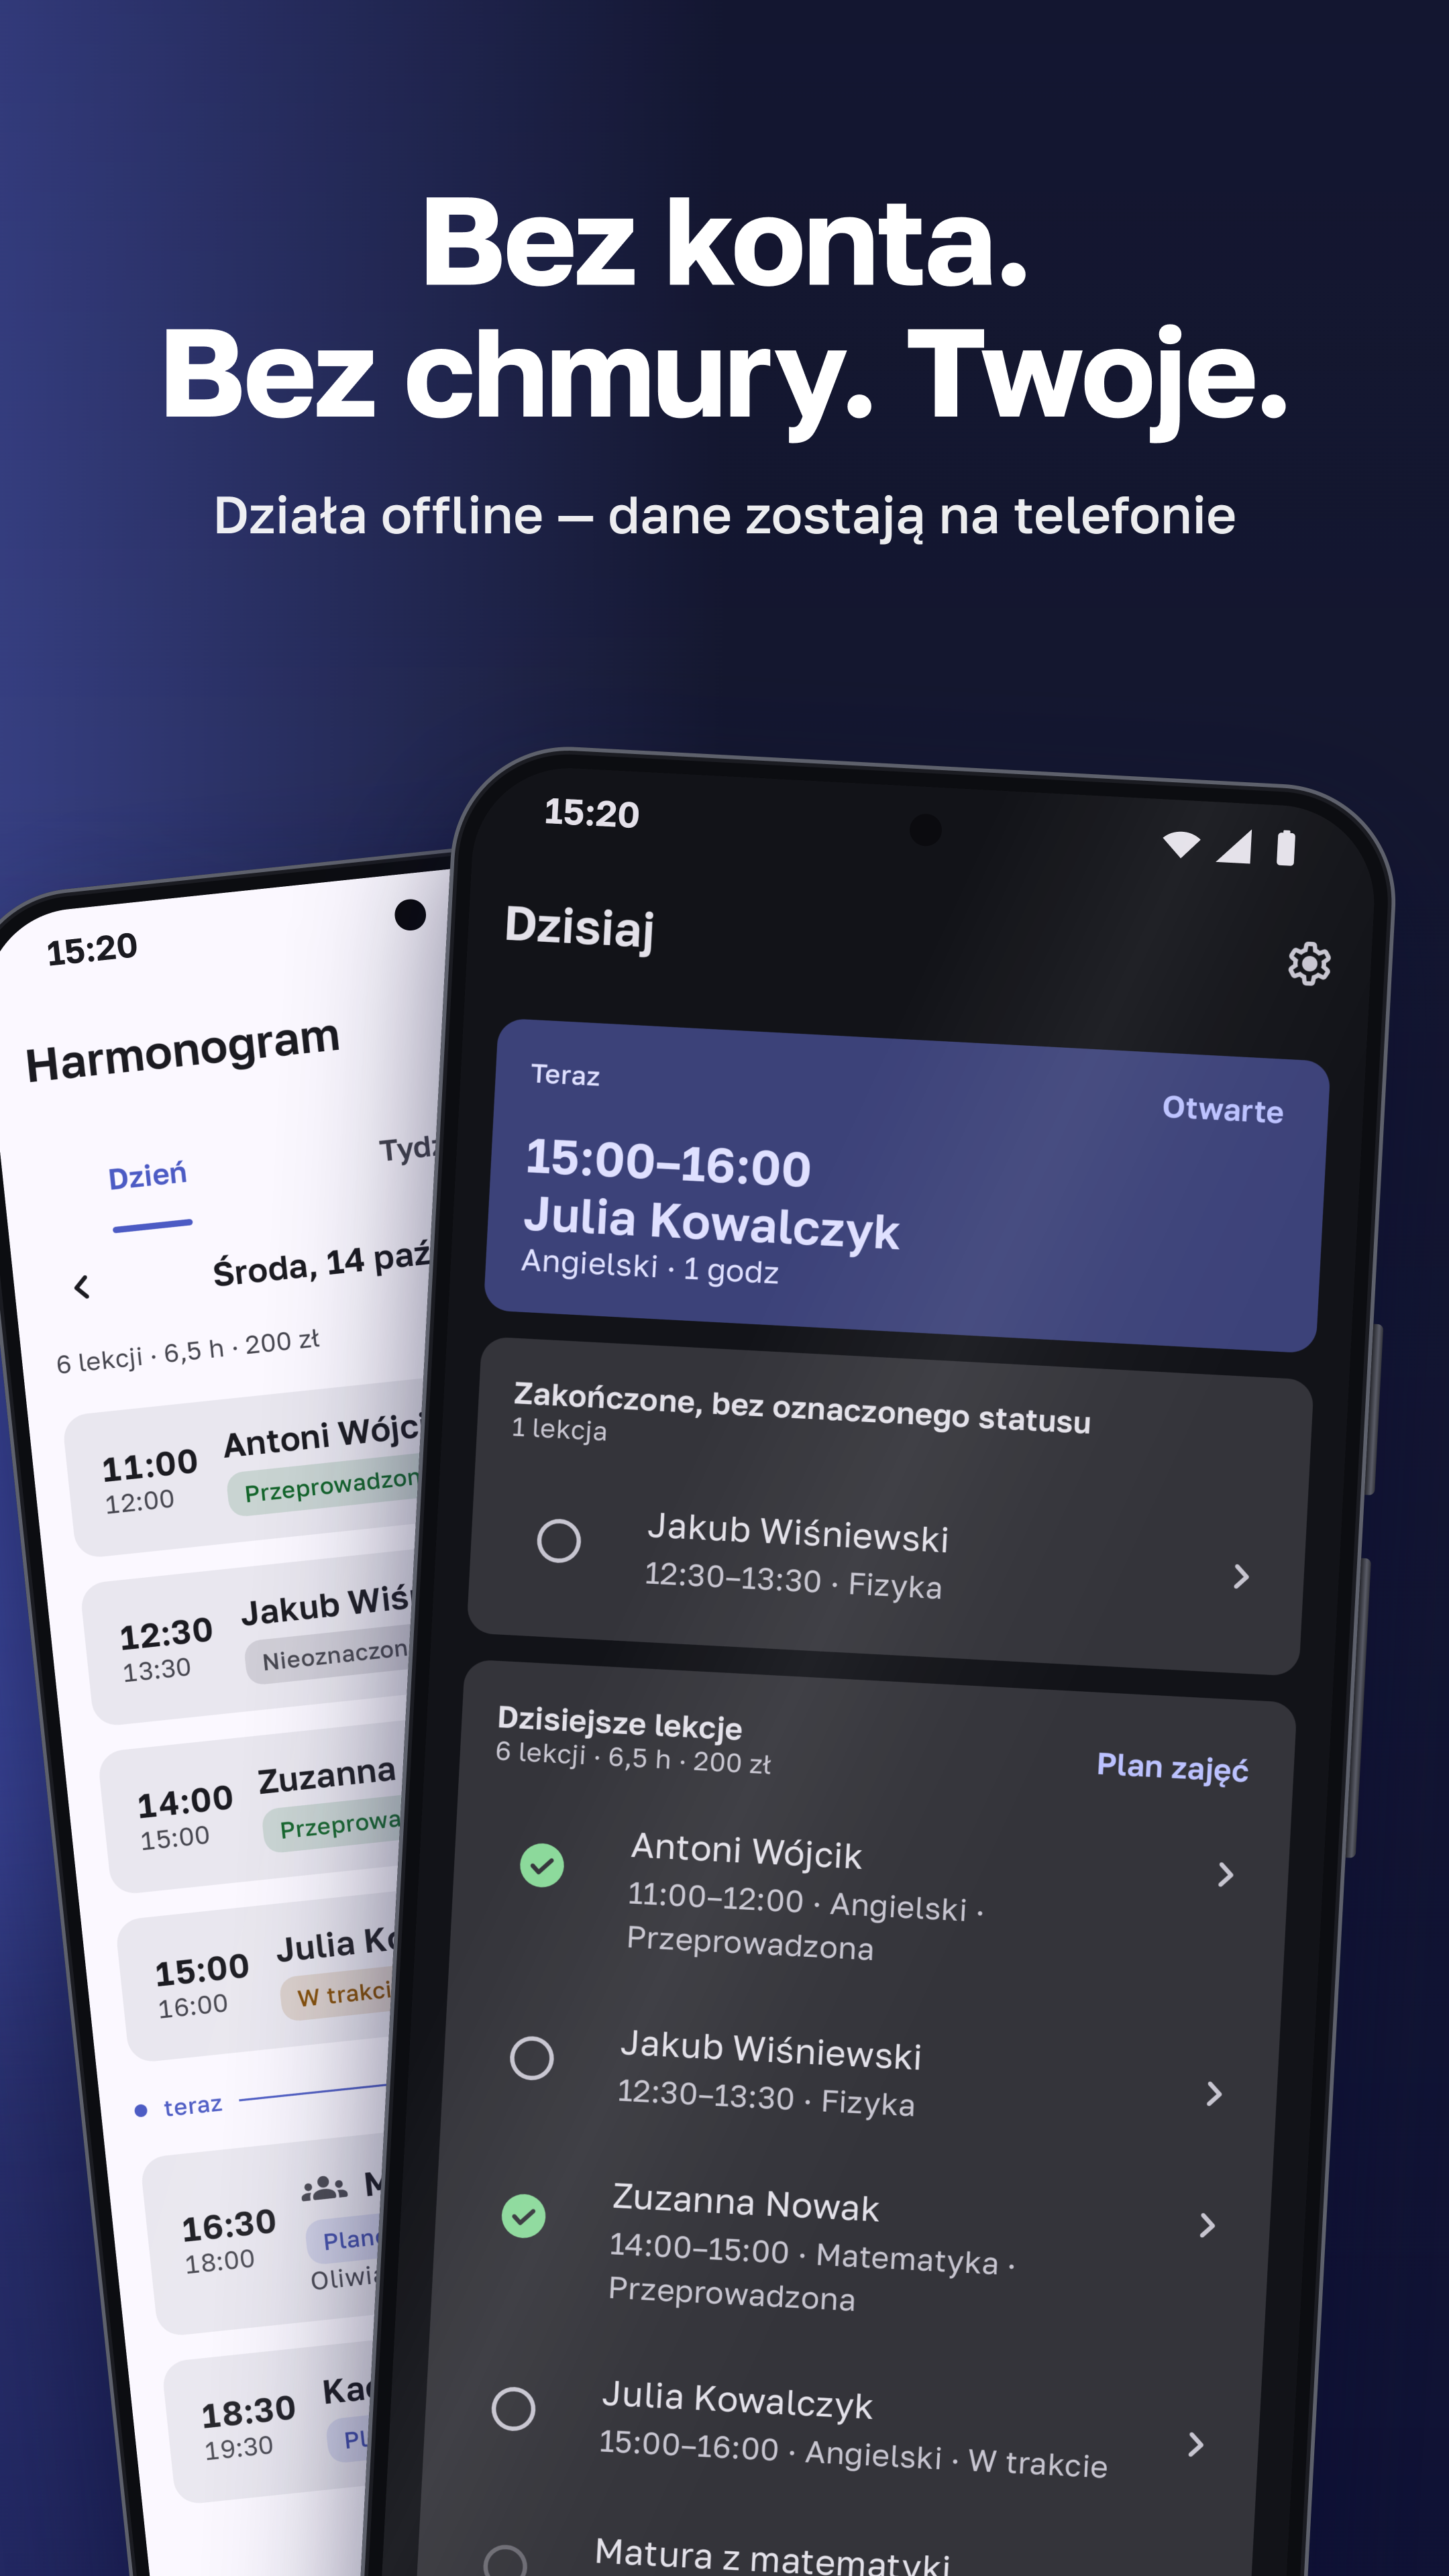 Bez konta.
Bez chmury. Twoje.
Działa offline — dane zostają na telefonie
15:20
Harmonogram
Dzień
Środa, 14
6 lekcji · 6,5 h · 200 zł
11:00
12:00
Antoni
12:30
13:30
Jakub
14:00
15:00
Zuzanna
15:00
16:00
Julia
W
teraz
16:30
18:00
18:30
19:30
15:20
Dzisiaj
Teraz
Otwarte
15:00–16:00
Julia Kowalczyk
Angielski · 1 godz
Zakończone, bez oznaczonego statusu
1 lekcja
Jakub Wiśniewski
12:30–13:30 · Fizyka
Dzisiejsze lekcje
6 lekcji · 6,5 h · 200 zł
Plan zajęć
Antoni Wójcik
11:00–12:00 · Angielski ·
Przeprowadzona
Jakub Wiśniewski
12:30–13:30 · Fizyka
Zuzanna Nowak
14:00–15:00 · Matematyka ·
Przeprowadzona
Julia Kowalczyk
15:00–16:00 · Angielski · W trakcie
Matura z matematyki